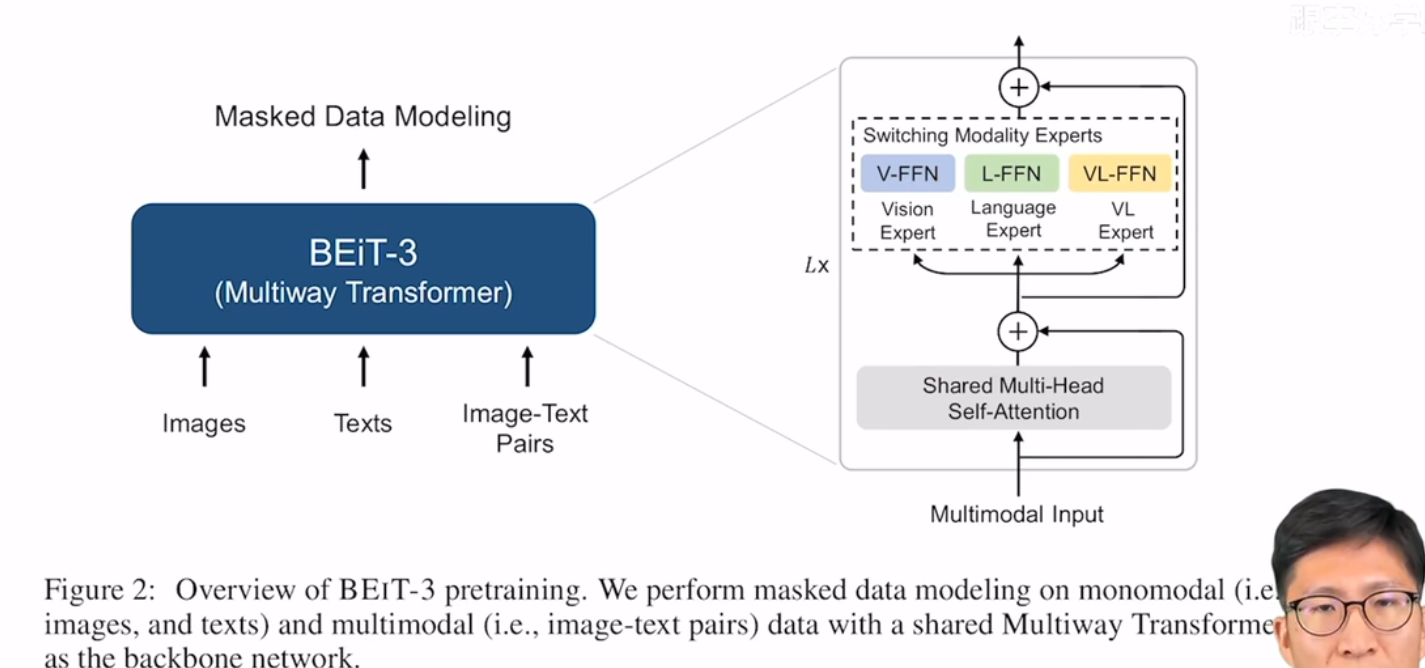 Masked Data Modeling
BEiT-3
(Multiway Transformer)
Images
Texts
Image-Text
Pairs
Switching Modality Experts
V-FFN
L-FFN
VL-FFN
Vision
Expert
Language
Expert
VL
Expert
Lx
Shared Multi-Head
Self-Attention
Multimodal Input
Figure 2: Overview of BEIT-3 pretraining. We perform masked data modeling on monomodal (i.e.
images, and texts) and multimodal (i.e., image-text pairs) data with a shared Multiway Transforme
as the backbone network.